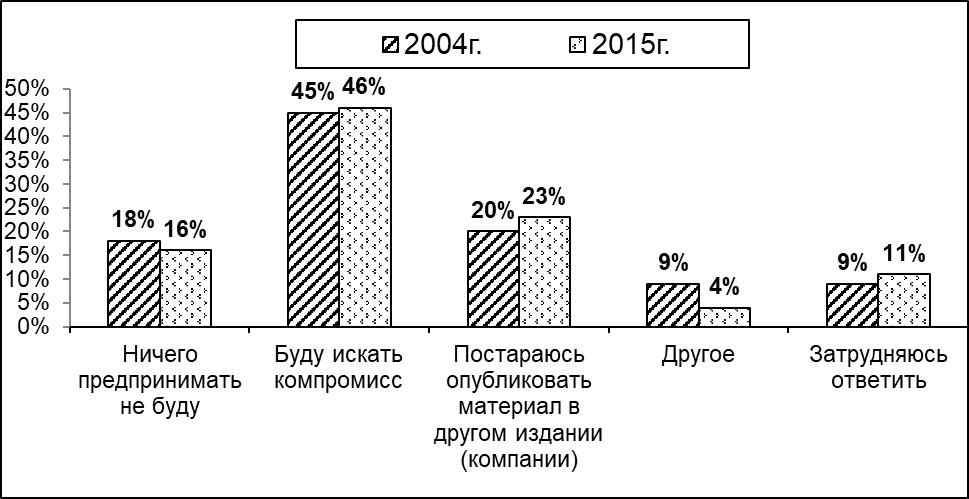 2004г. 2015г.
50%
45%
40%
35%
30%
25%
20%
15%
10%
5%
0%
18% 16%
45% 46%
20% 23%
9% 4%
9% 11%
Ничего
предпринимать
не буду
Буду искать
компромисс
Постараюсь
опубликовать
материал в
другом издании
(компании)
Другое
Затрудняюсь
ответить